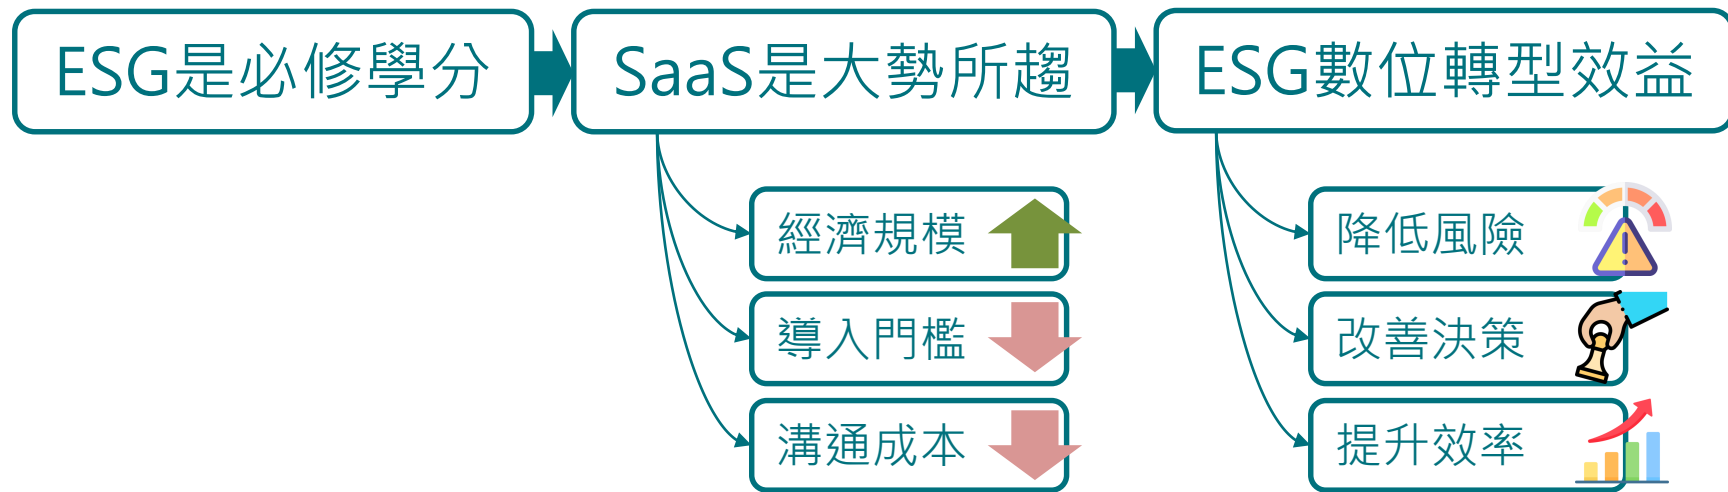 ESG是必修學分
SaaS是大勢所趨
ESG數位轉型效益
經濟規模
導入門檻
溝通成本
降低風險
改善決策
提升效率